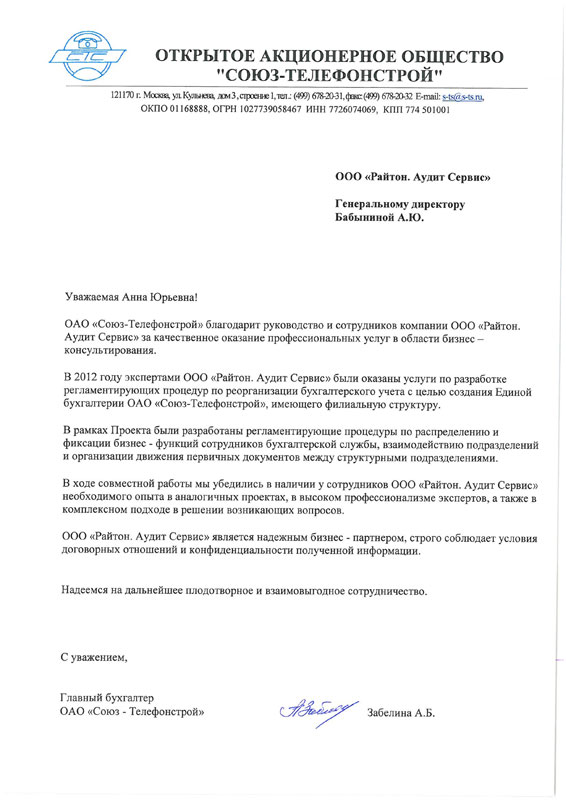 СТС
ОТКРЫТОЕ АКЦИОНЕРНОЕ ОБЩЕСТВО
"СОЮЗ-ТЕЛЕФОНСТРОЙ"
121170 г. Москва, ул. Кульнева, дом 3, строение 1, тел.: (499) 678-20-31, факс: (499) 678-20-32 E-mail: s-ts@s-ts.ru,
ОКПО 01168888, ОГРН 1027739058467 ИНН 7726074069, КПП 774 501001
ООО «Райтон. Аудит Сервис»
Генеральному директору
Бабыниной А.Ю.
Уважаемая Анна Юрьевна!
ОАО «Союз-Телефонстрой» благодарит руководство и сотрудников компании ООО «Райтон.
Аудит Сервис» за качественное оказание профессиональных услуг в области бизнес –
консультирования.
В 2012 году экспертами ООО «Райтон. Аудит Сервис» были оказаны услуги по разработке
регламентирующих процедур по реорганизации бухгалтерского учета с целью создания Единой
бухгалтерии ОАО «Союз-Телефонстрой», имеющего филиальную структуру.
В рамках Проекта были разработаны регламентирующие процедуры по распределению и
фиксации бизнес - функций сотрудников бухгалтерской службы, взаимодействию подразделений
и организации движения первичных документов между структурными подразделениями.
В ходе совместной работы мы убедились в наличии у сотрудников ООО «Райтон. Аудит Сервис»
необходимого опыта в аналогичных проектах, в высоком профессионализме экспертов, а также в
комплексном подходе в решении возникающих вопросов.
ООО «Райтон. Аудит Сервис» является надежным бизнес - партнером, строго соблюдает условия
договорных отношений и конфиденциальности полученной информации.
Надеемся на дальнейшее плодотворное и взаимовыгодное сотрудничество.
С уважением,
Главный бухгалтер
ОАО «Союз - Телефонстрой»
Забелина А.Б.